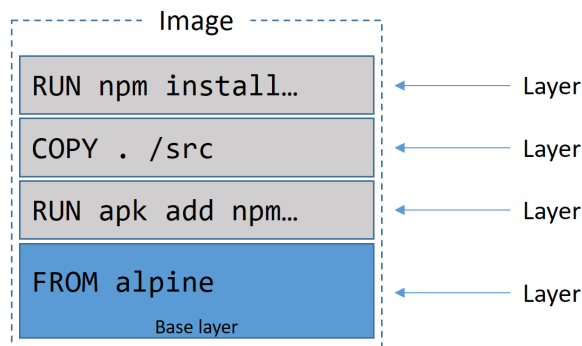 Image
RUN npm install… Layer
COPY . /src Layer
RUN apk add npm… Layer
FROM alpine Layer
Base layer